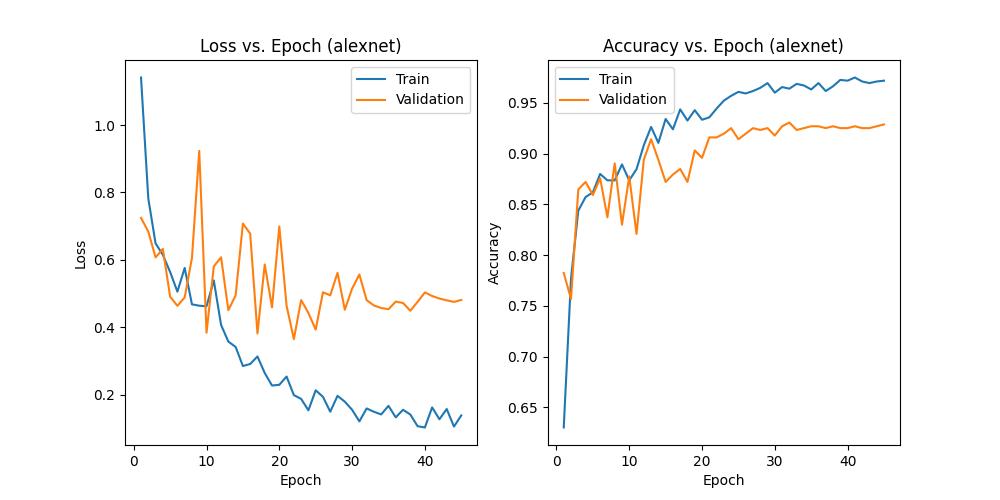 Loss vs. Epoch (alexnet)
Train
Validation
1.0
0.8
0.6
0.4
0.2
Loss
0
10
20
30
40
Epoch
Accuracy vs. Epoch (alexnet)
Train
Validation
0.95
0.90
0.85
0.80
0.75
0.70
0.65
Accuracy
0
10
20
30
40
Epoch